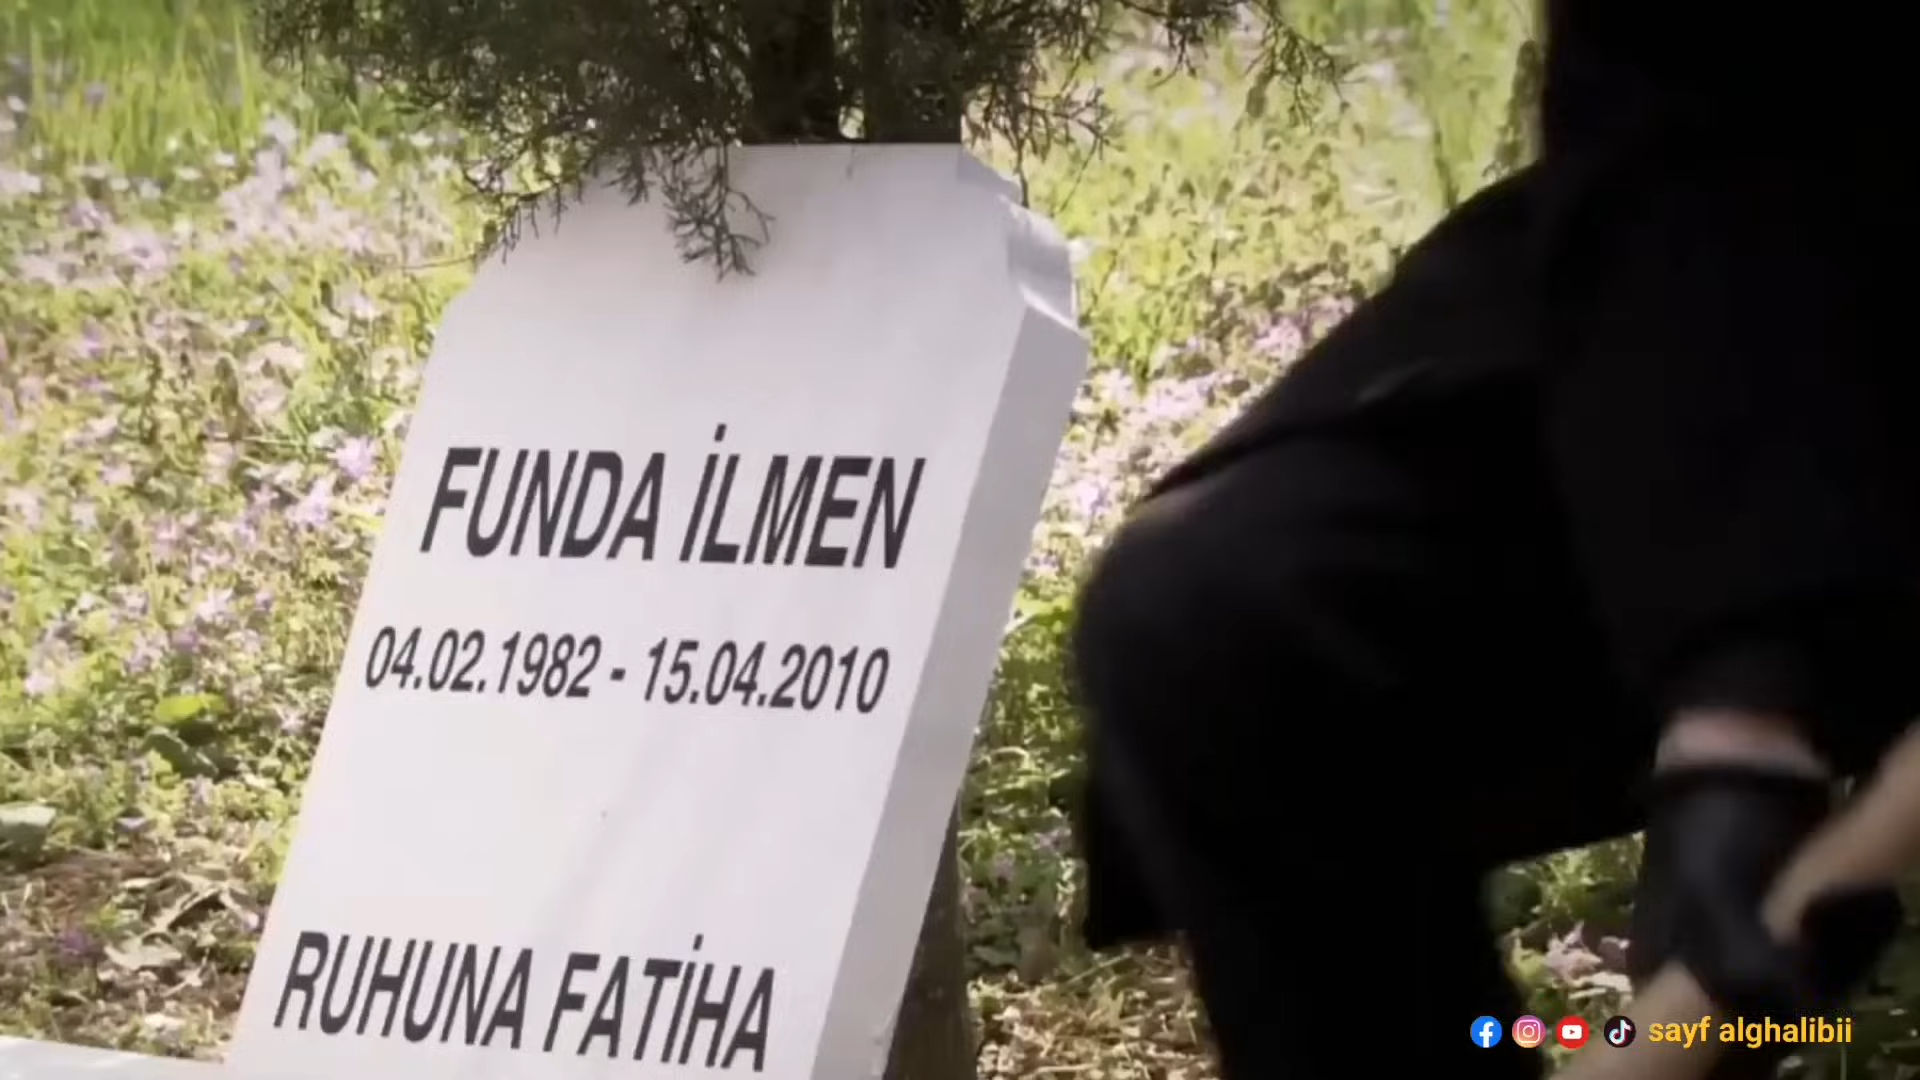 FUNDA İLMEN
04.02.1982 - 15.04.2010
RUHUNA FATİHA
sayf alghalibii